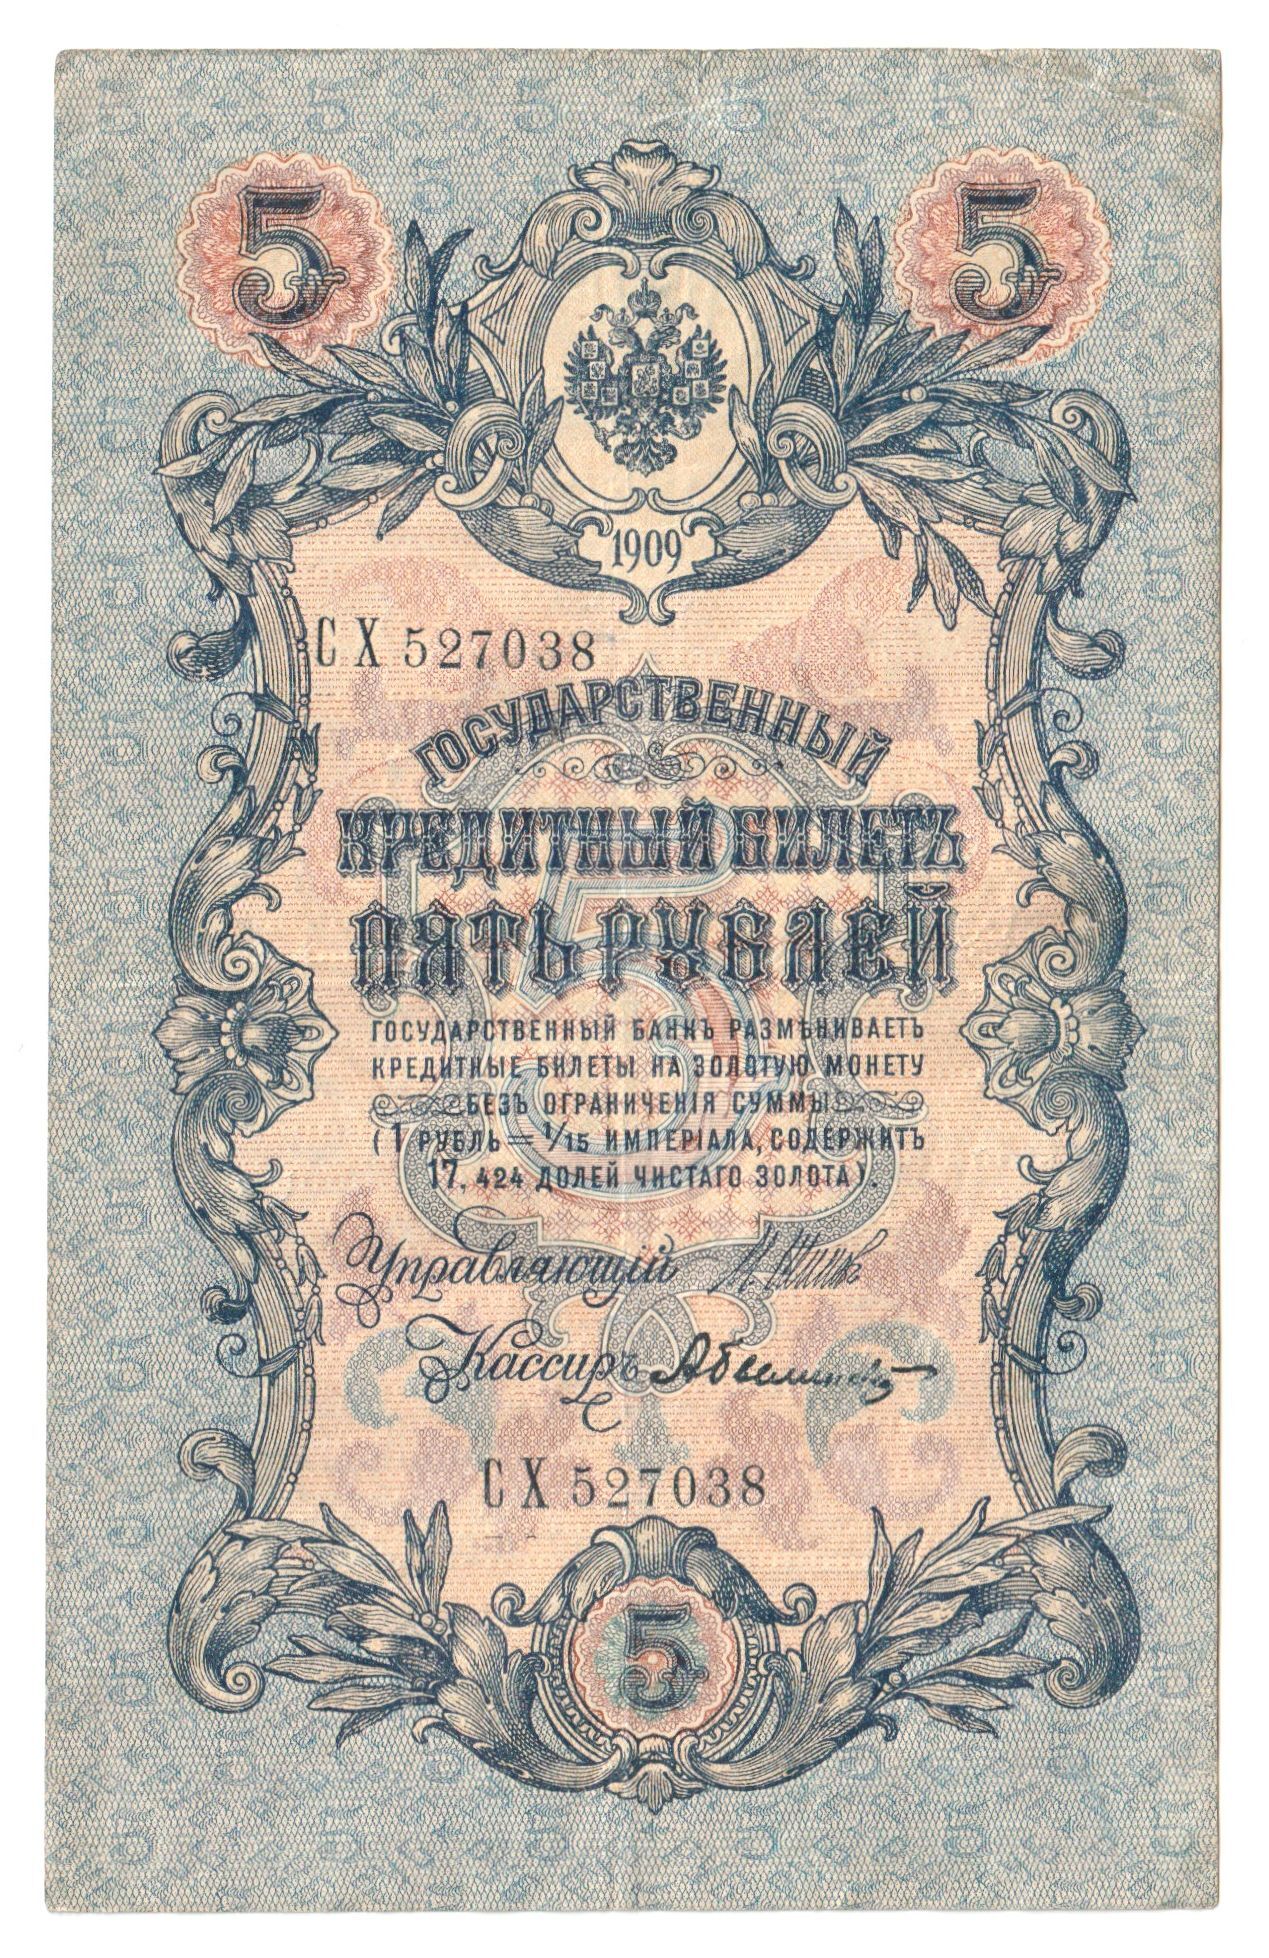 5 5
1909
СХ 527038
ГОСУДАРСТВЕННЫЙ
КРЕДИТНЫЙ БИЛЕТЪ
ПЯТЬ РУБЛЕЙ
5
ГОСУДАРСТВЕННЫЙ БАНКЪ РАЗМѢНИВАЕТЪ
КРЕДИТНЫЕ БИЛЕТЫ НА ЗОЛОТУЮ МОНЕТУ
БЕЗЪ ОГРАНИЧЕНІЯ СУММЫ
(1 РУБЛЬ = 1/15 ИМПЕРІАЛА, СОДЕРЖИТЪ
17,424 ДОЛЕЙ ЧИСТАГО ЗОЛОТА).
Управляющій
Кассиръ
СХ 527038
5